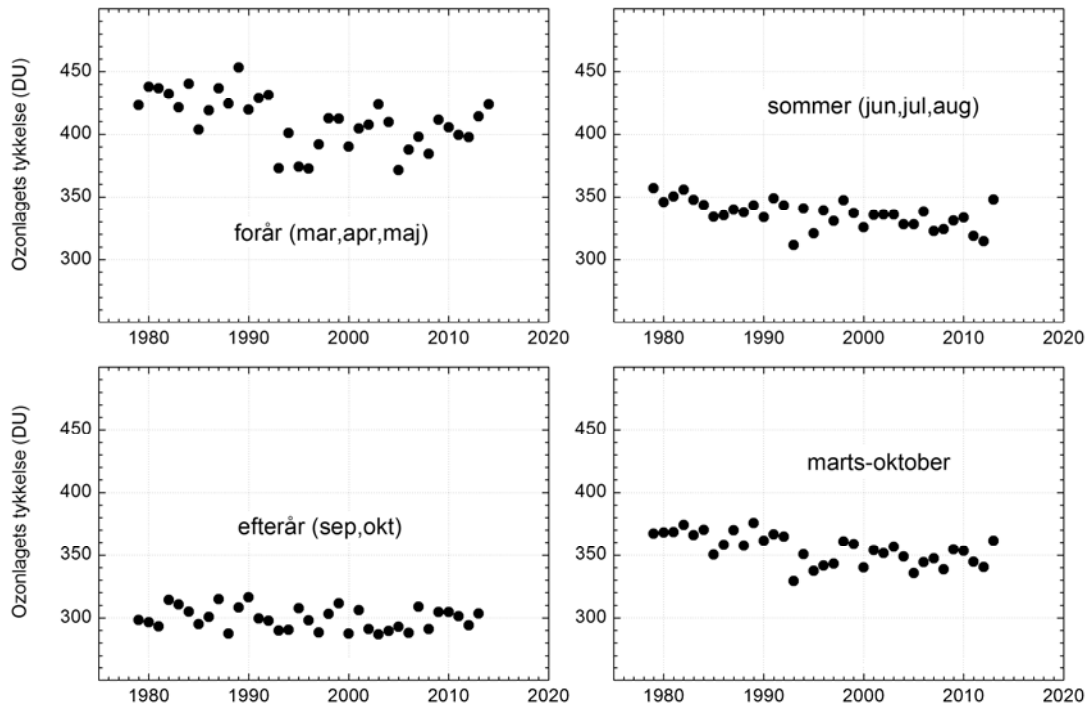 Ozonlagets tykkelse (DU)
450
400
350
300
forår (mar,apr,maj)
1980 1990 2000 2010 2020
450
400
350
300
sommer (jun,jul,aug)
1980 1990 2000 2010 2020
Ozonlagets tykkelse (DU)
450
400
350
300
efterår (sep,okt)
1980 1990 2000 2010 2020
450
400
350
300
marts-oktober
1980 1990 2000 2010 2020